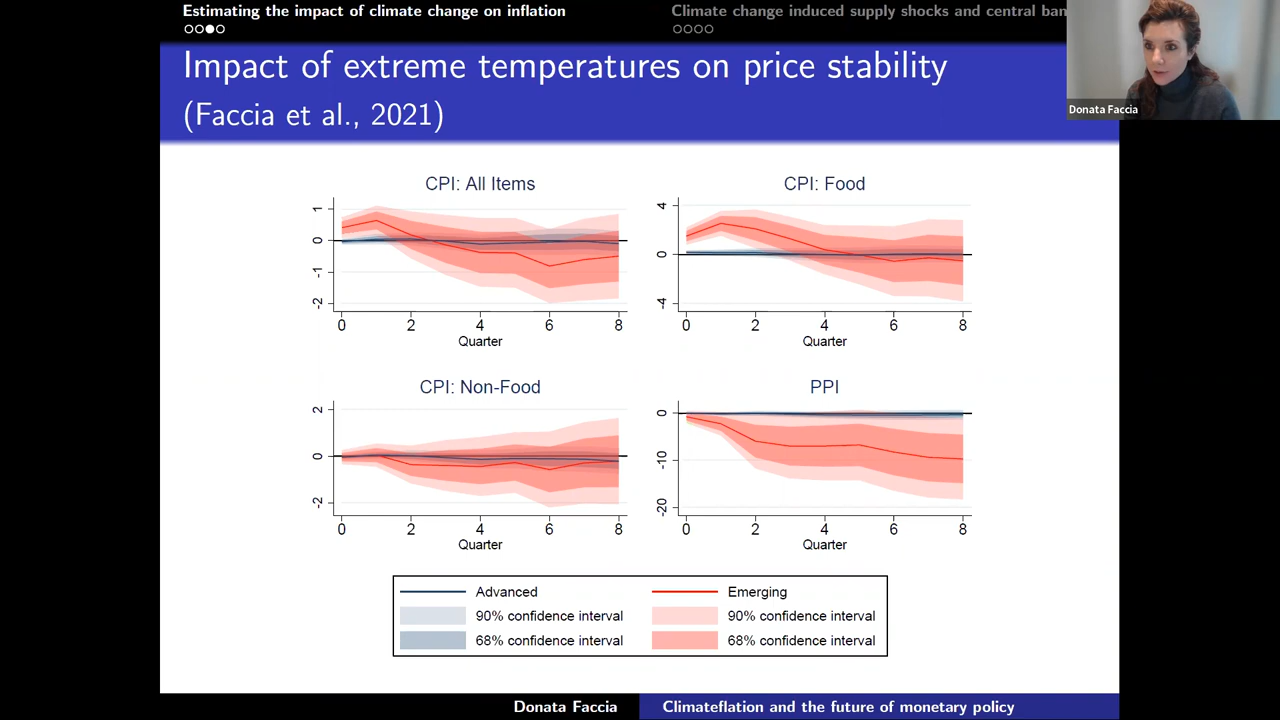 Estimating the impact of climate change on inflation
Climate change induced supply shocks and central ban
Impact of extreme temperatures on price stability
(Faccia et al., 2021)
Donata Faccia
CPI: All Items
1
0
-1
-2
0 2 4 6 8
Quarter
CPI: Food
4
0
-4
0 2 4 6 8
Quarter
CPI: Non-Food
2
0
-2
0 2 4 6 8
Quarter
PPI
0
-10
-20
0 2 4 6 8
Quarter
Advanced
Emerging
90% confidence interval
90% confidence interval
68% confidence interval
68% confidence interval
Donata Faccia
Climateflation and the future of monetary policy